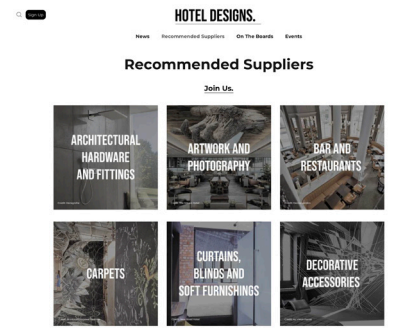 Sign Up
HOTEL DESIGNS.
News
Recommended Suppliers
On The Boards
Events
Recommended Suppliers
Join Us.
ARCHITECTURAL
HARDWARE
AND FITTINGS
ARTWORK AND
PHOTOGRAPHY
BAR AND
RESTAURANTS
CARPETS
CURTAINS,
BLINDS AND
SOFT FURNISHINGS
DECORATIVE
ACCESSORIES